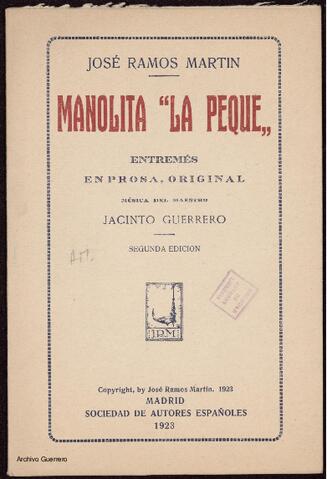 JOSÉ RAMOS MARTIN
MANOLITA "LA PEQUE„
ENTREMÉS
EN PROSA, ORIGINAL
MÚSICA DEL MAESTRO
JACINTO GUERRERO
SEGUNDA EDICION
JRM
Copyright, by José Ramos Martin. 1923
MADRID
SOCIEDAD DE AUTORES ESPAÑOLES
1923
Archivo Guerrero